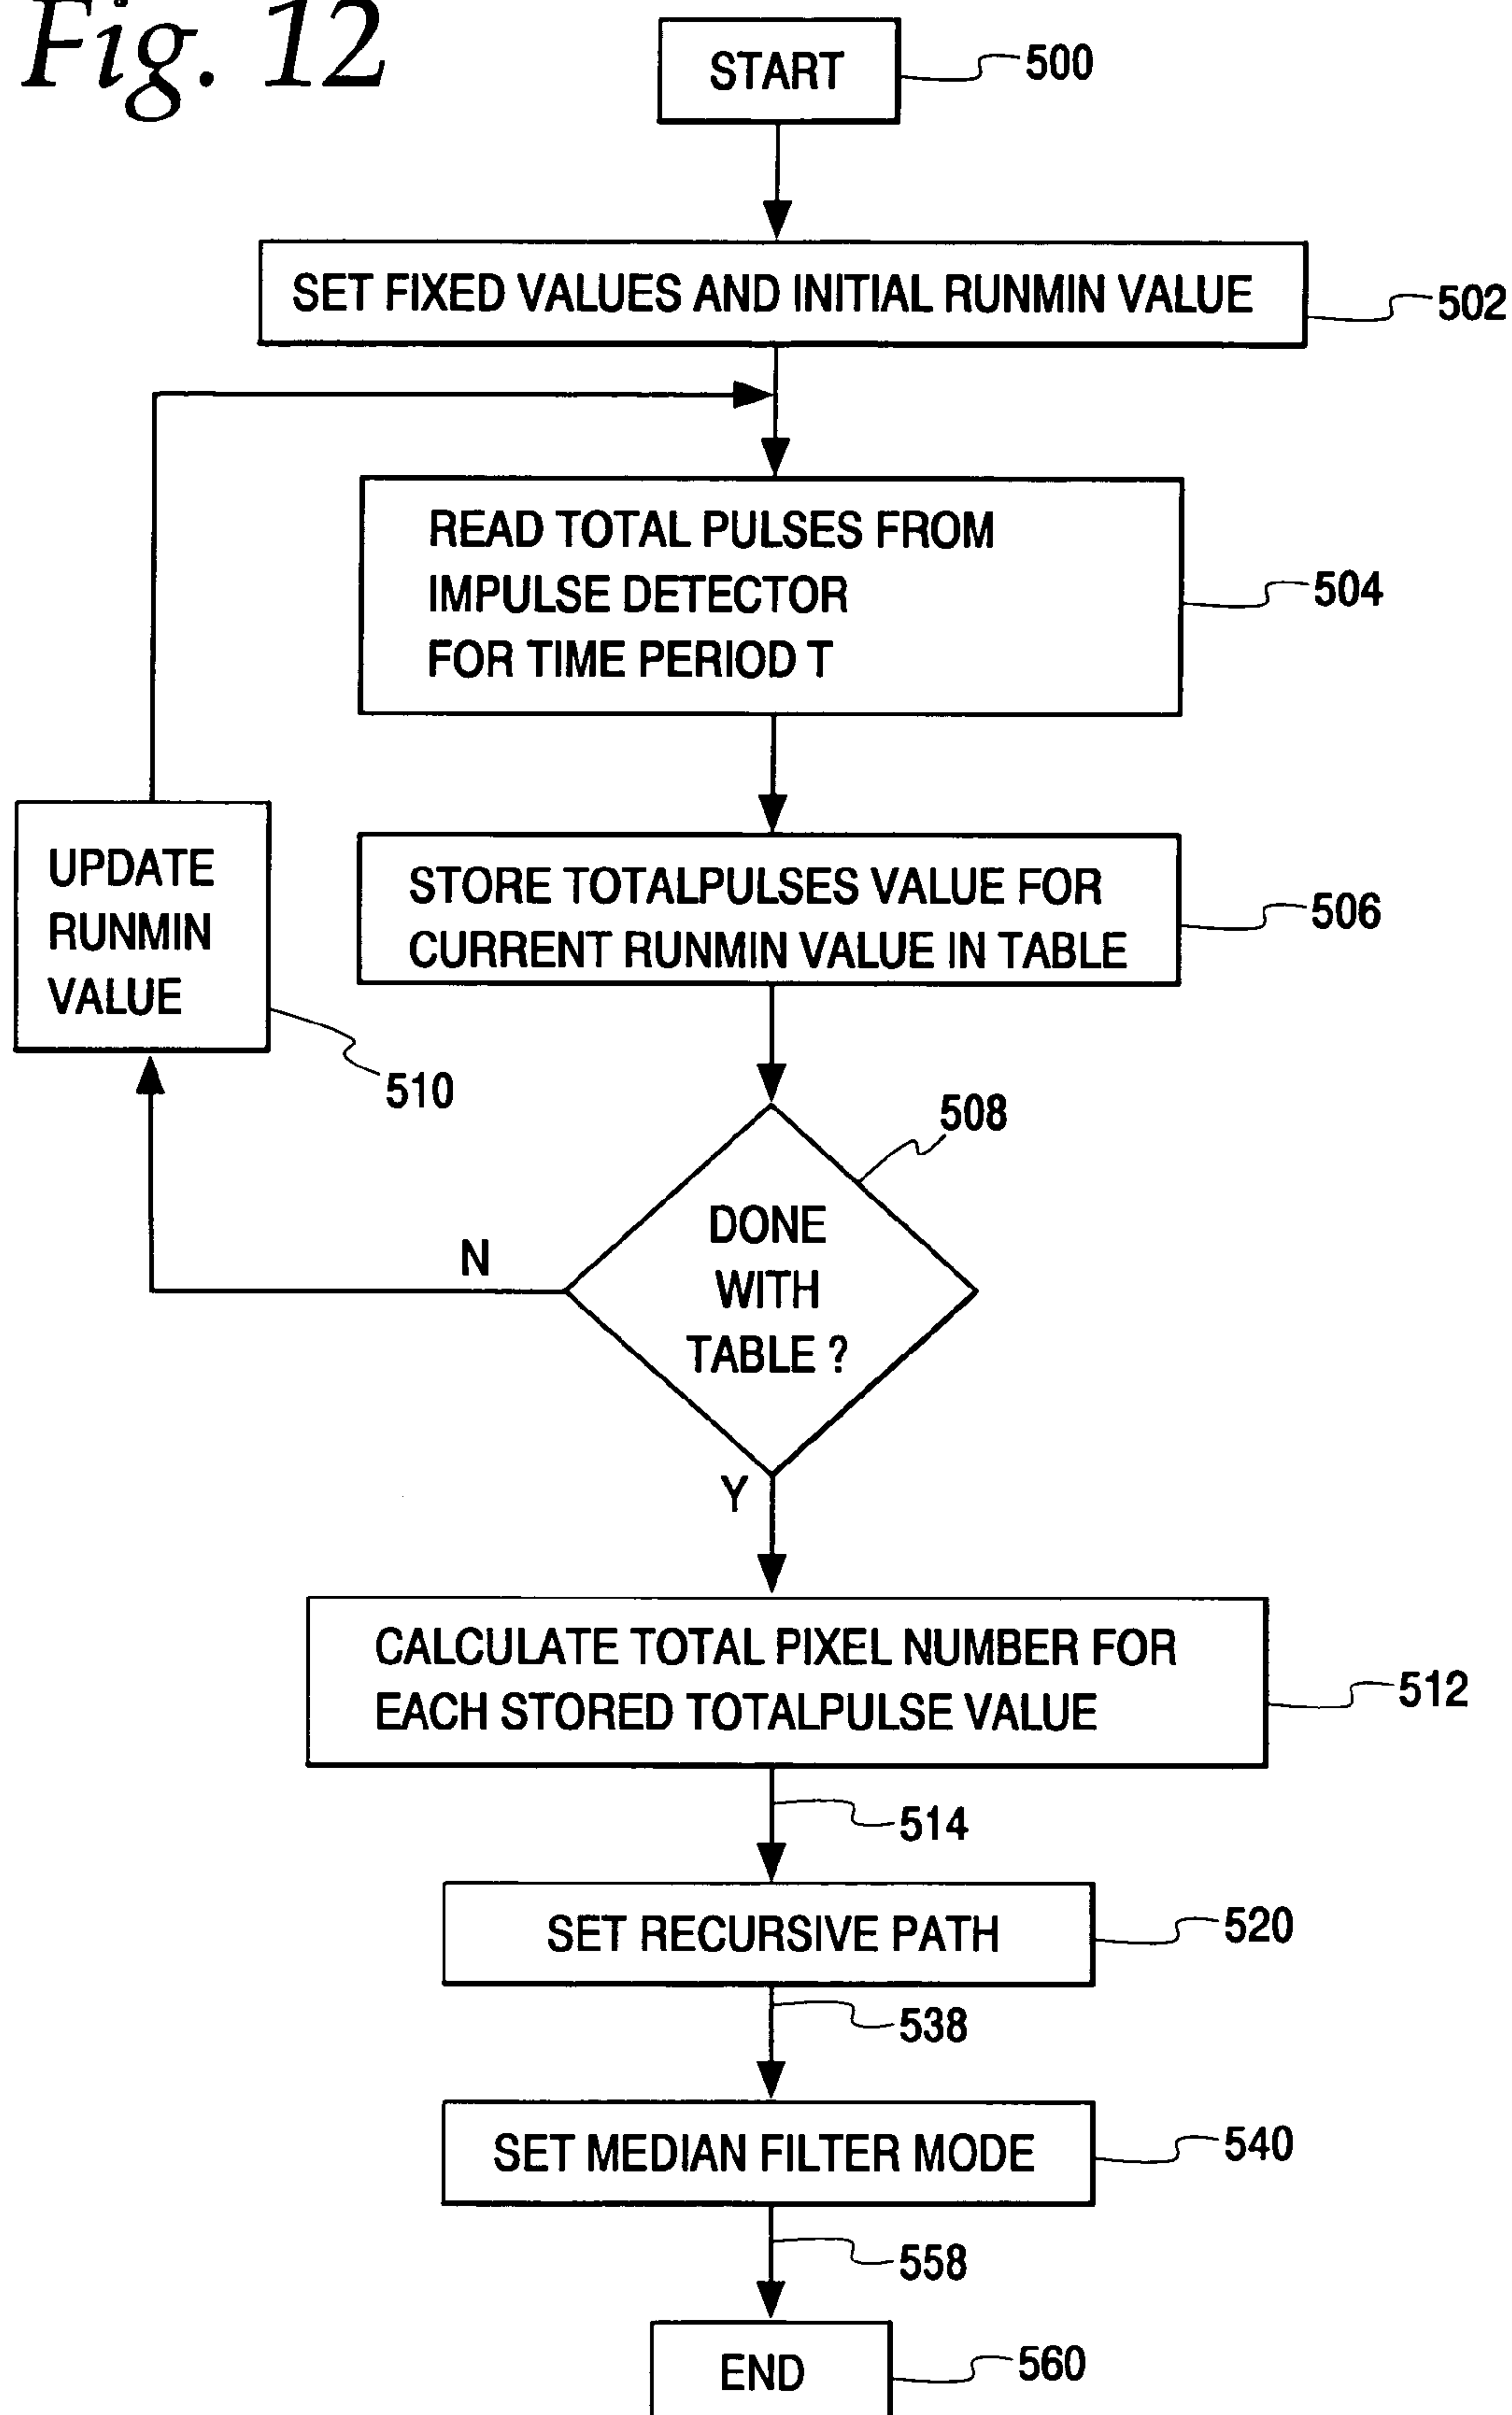 Fig. 12
START
500
SET FIXED VALUES AND INITIAL RUNMIN VALUE
502
READ TOTAL PULSES FROM
IMPULSE DETECTOR
FOR TIME PERIOD T
504
UPDATE
RUNMIN
VALUE
510
STORE TOTALPULSES VALUE FOR
CURRENT RUNMIN VALUE IN TABLE
506
508
DONE
WITH
TABLE ?
N
Y
CALCULATE TOTAL PIXEL NUMBER FOR
EACH STORED TOTALPULSE VALUE
512
514
SET RECURSIVE PATH
520
538
SET MEDIAN FILTER MODE
540
558
END
560